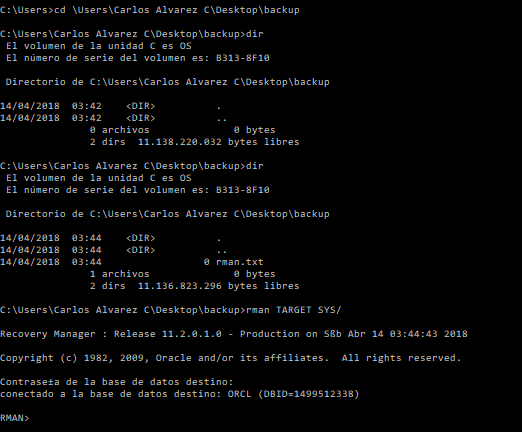 C:\Users>cd \Users\Carlos Alvarez C\Desktop\backup
C:\Users\Carlos Alvarez C\Desktop\backup>dir
El volumen de la unidad C es OS
El número de serie del volumen es: B313-8F10
Directorio de C:\Users\Carlos Alvarez C\Desktop\backup
14/04/2018 03:42 <DIR> .
14/04/2018 03:42 <DIR> ..
0 archivos 0 bytes
2 dirs 11.138.220.032 bytes libres
C:\Users\Carlos Alvarez C\Desktop\backup>dir
El volumen de la unidad C es OS
El número de serie del volumen es: B313-8F10
Directorio de C:\Users\Carlos Alvarez C\Desktop\backup
14/04/2018 03:44 <DIR> .
14/04/2018 03:44 <DIR> ..
14/04/2018 03:44 0 rman.txt
1 archivos 0 bytes
2 dirs 11.136.823.296 bytes libres
C:\Users\Carlos Alvarez C\Desktop\backup>rman TARGET SYS/
Recovery Manager : Release 11.2.0.1.0 - Production on Sßb Abr 14 03:44:43 2018
Copyright (c) 1982, 2009, Oracle and/or its affiliates. All rights reserved.
Contrase±a de la base de datos destino:
conectado a la base de datos destino: ORCL (DBID=1499512338)
RMAN>